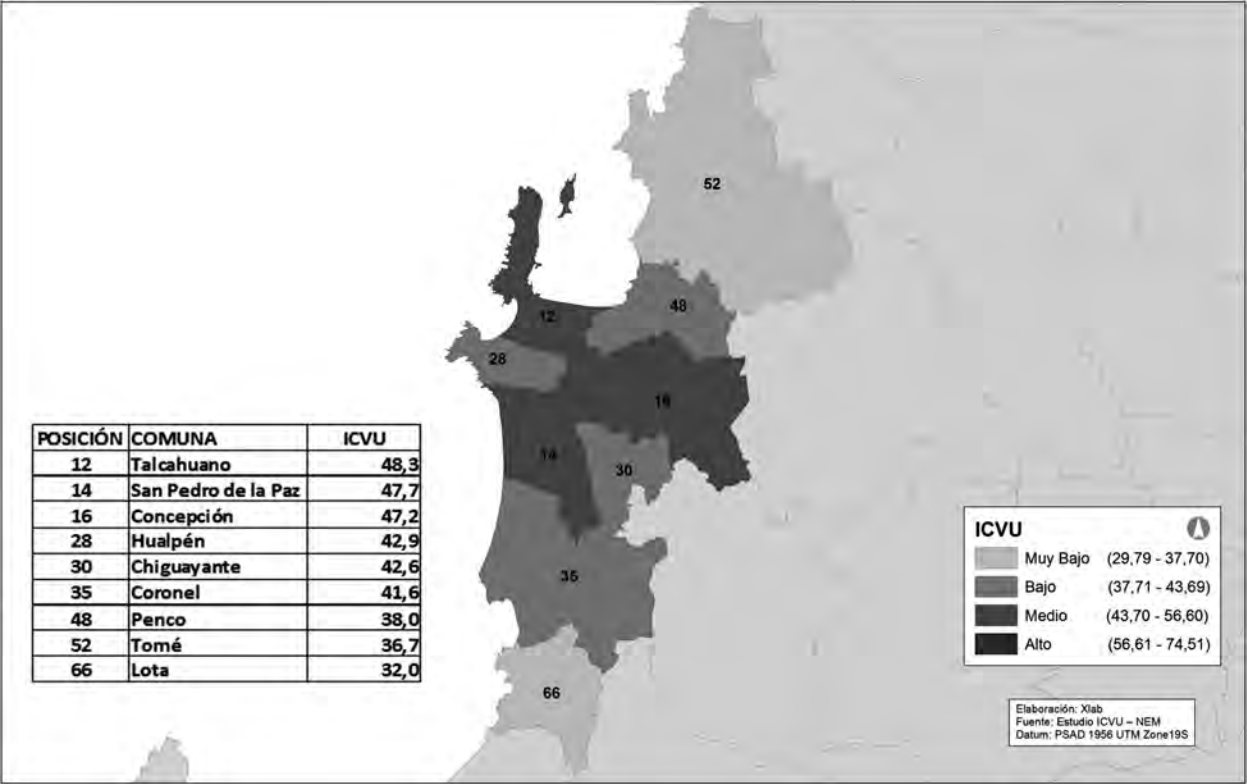 52
48
12
28
16
14
30
35
66
POSICIÓN COMUNA ICVU
12 Talcahuano 48,3
14 San Pedro de la Paz 47,7
16 Concepción 47,2
28 Hualpén 42,9
30 Chiguayante 42,6
35 Coronel 41,6
48 Penco 38,0
52 Tomé 36,7
66 Lota 32,0
ICVU
Muy Bajo (29,79 - 37,70)
Bajo (37,71 - 43,69)
Medio (43,70 - 56,60)
Alto (56,61 - 74,51)
Elaboración: Xlab
Fuente: Estudio ICVU – NEM
Datum: PSAD 1956 UTM Zone19S